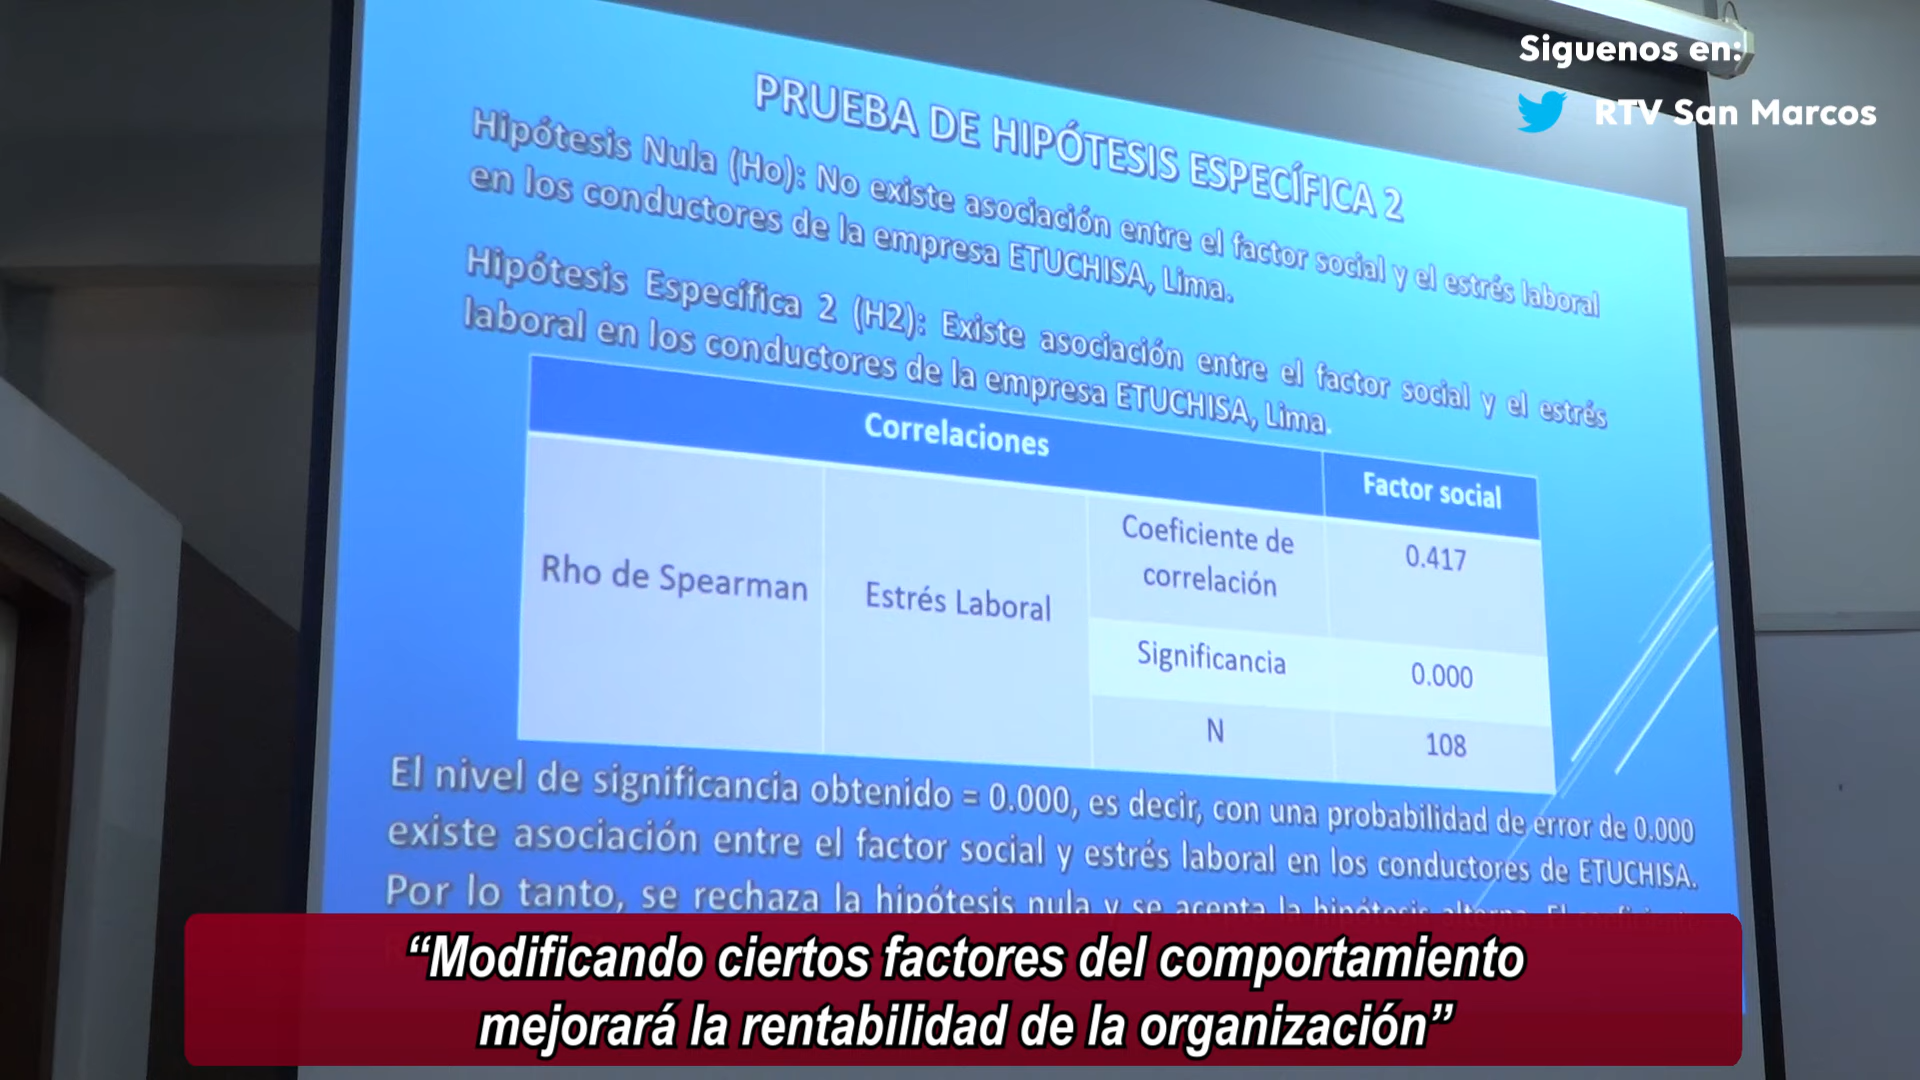 Siguenos en:
RTV San Marcos
PRUEBA DE HIPÓTESIS ESPECÍFICA 2
Hipótesis Nula (Ho): No existe asociación entre el factor social y el estrés laboral
en los conductores de la empresa ETUCHISA, Lima.
Hipótesis Específica 2 (H2): Existe asociación entre el factor social y el estrés
laboral en los conductores de la empresa ETUCHISA, Lima.
Correlaciones
Factor social
Rho de Spearman
Estrés Laboral
Coeficiente de
correlación
0.417
Significancia
0.000
N
108
El nivel de significancia obtenido = 0.000, es decir, con una probabilidad de error de 0.000
existe asociación entre el factor social y estrés laboral en los conductores de ETUCHISA.
Por lo tanto, se rechaza la hipótesis nula y se acepta la hipótesis alterna. El coeficiente
“Modificando ciertos factores del comportamiento
mejorará la rentabilidad de la organización”